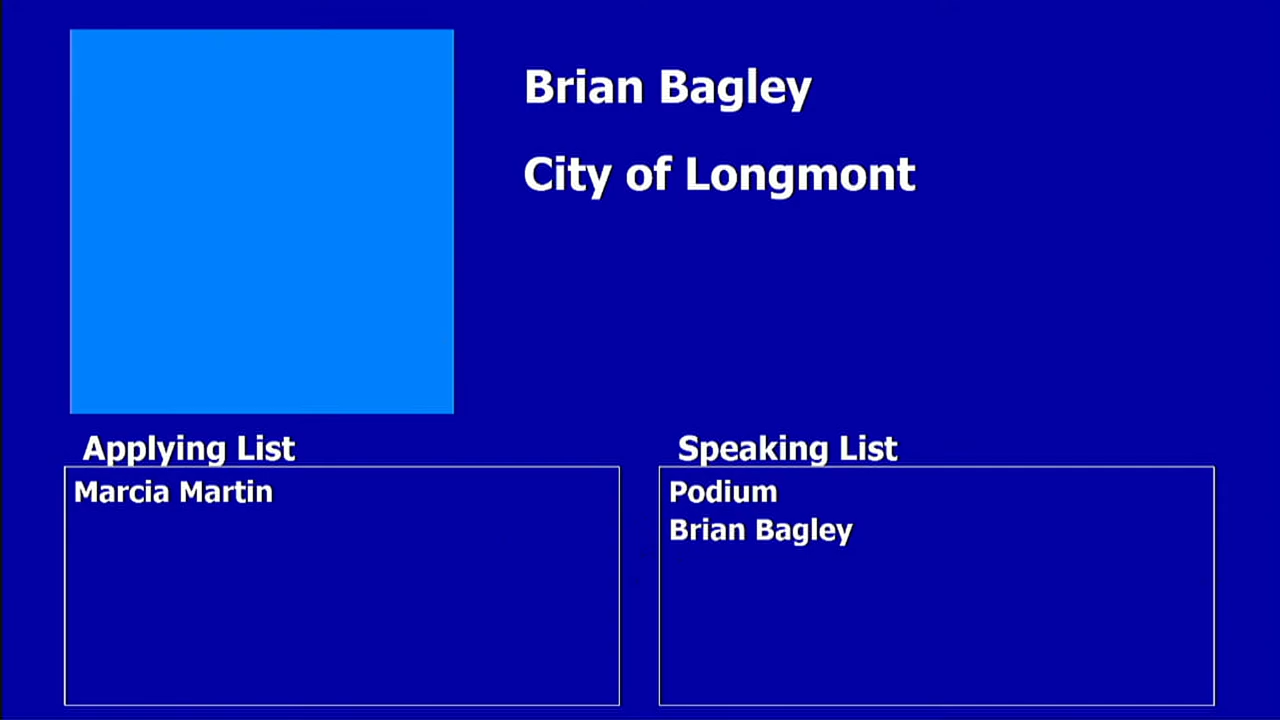 Brian Bagley
City of Longmont
Applying List
Marcia Martin
Speaking List
Podium
Brian Bagley